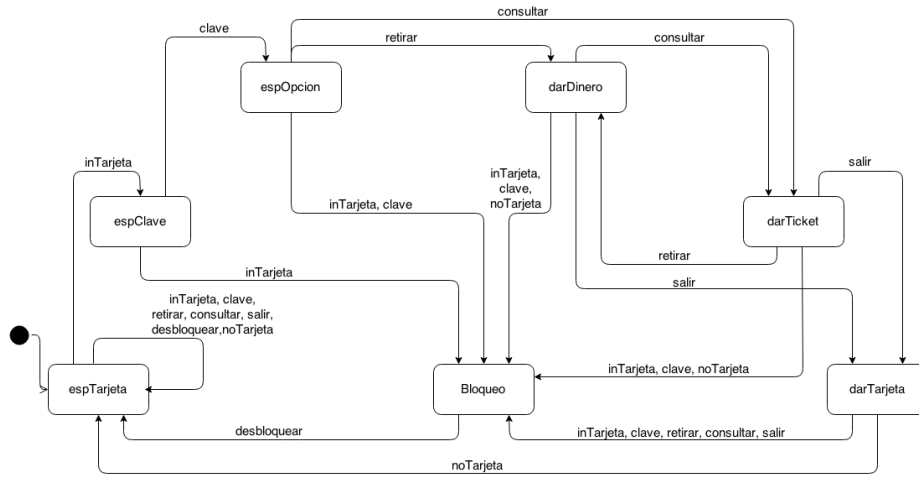 consultar
clave
retirar
consultar
espOpcion
darDinero
inTarjeta
salir
inTarjeta,
clave,
noTarjeta
inTarjeta, clave
espClave
darTicket
retirar
inTarjeta
salir
inTarjeta, clave,
retirar, consultar, salir,
desbloquear,noTarjeta
inTarjeta, clave, noTarjeta
espTarjeta
Bloqueo
darTarjeta
desbloquear
inTarjeta, clave, retirar, consultar, salir
noTarjeta